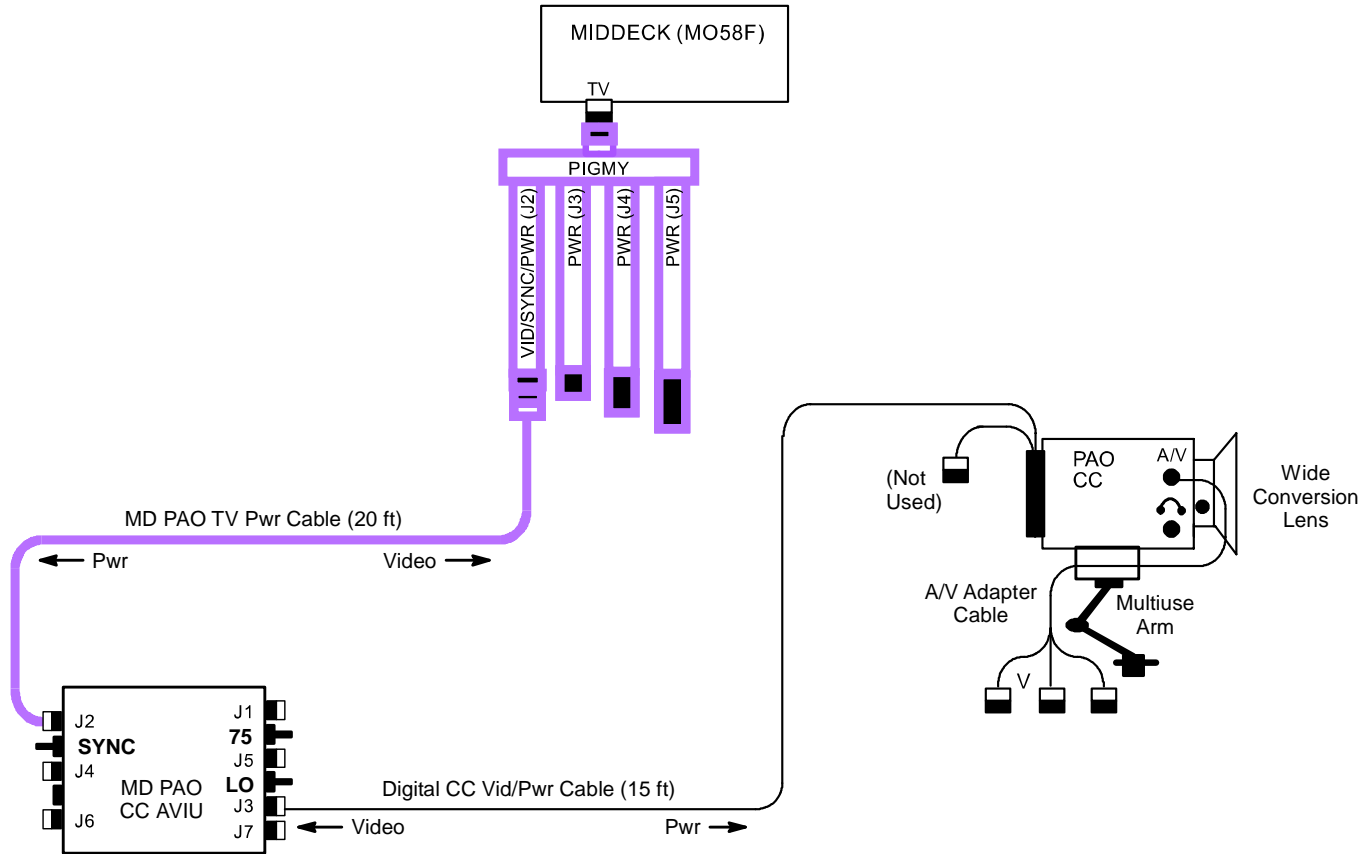 MIDDECK (MO58F)
TV
PIGMY
VID/SYNC/PWR (J2)
PWR (J3)
PWR (J4)
PWR (J5)
(Not
Used)
PAO
CC
A/V
Wide
Conversion
Lens
MD PAO TV Pwr Cable (20 ft)
Pwr
Video
A/V Adapter
Cable
Multiuse
Arm
V
J2
SYNC
J4
J6
MD PAO
CC AVIU
J1
75
J5
LO
J3
J7
Digital CC Vid/Pwr Cable (15 ft)
Video
Pwr